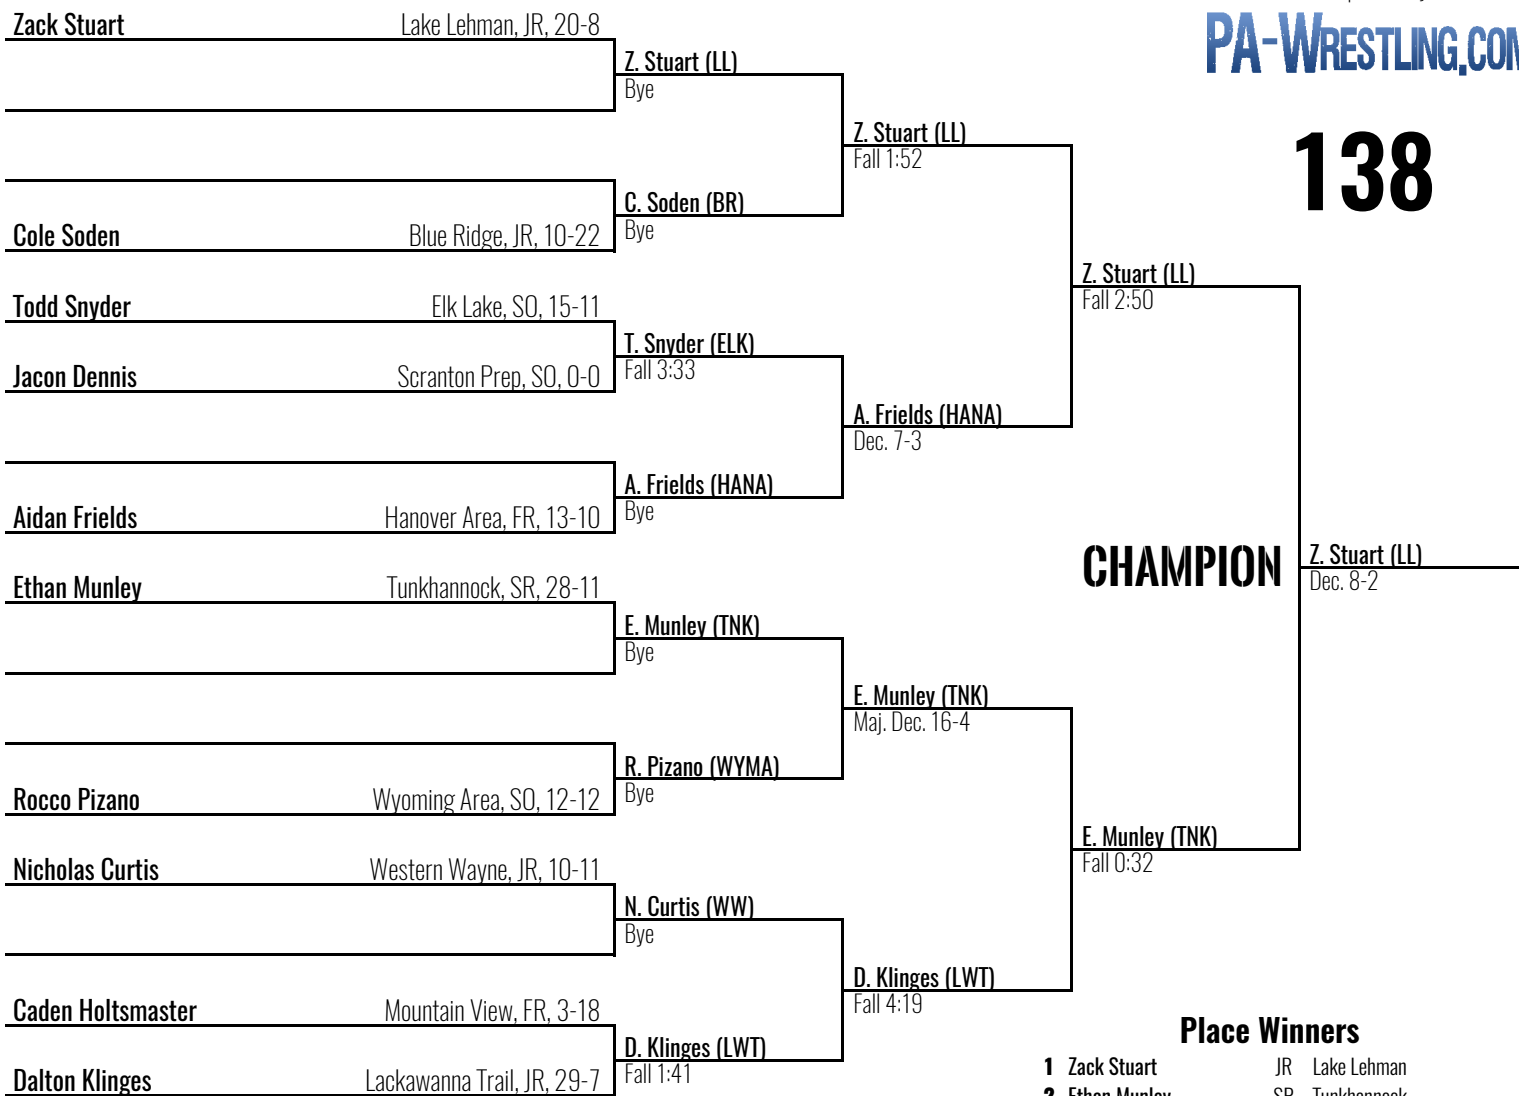 PA-WRESTLING.COM
138
Zack Stuart Lake Lehman, JR, 20-8
Z. Stuart (LL)
Bye
Z. Stuart (LL)
Fall 1:52
C. Soden (BR)
Bye
Cole Soden Blue Ridge, JR, 10-22
Z. Stuart (LL)
Fall 2:50
Todd Snyder Elk Lake, SO, 15-11
T. Snyder (ELK)
Fall 3:33
Jacon Dennis Scranton Prep, SO, 0-0
A. Frields (HANA)
Dec. 7-3
A. Frields (HANA)
Bye
Aidan Frields Hanover Area, FR, 13-10
CHAMPION
Z. Stuart (LL)
Dec. 8-2
Ethan Munley Tunkhannock, SR, 28-11
E. Munley (TNK)
Bye
E. Munley (TNK)
Maj. Dec. 16-4
R. Pizano (WYMA)
Bye
Rocco Pizano Wyoming Area, SO, 12-12
E. Munley (TNK)
Fall 0:32
Nicholas Curtis Western Wayne, JR, 10-11
N. Curtis (WW)
Bye
D. Klinges (LWT)
Fall 4:19
Caden Holtsmaster Mountain View, FR, 3-18
D. Klinges (LWT)
Fall 1:41
Dalton Klinges Lackawanna Trail, JR, 29-7
Place Winners
1 Zack Stuart JR Lake Lehman
2 Ethan Munley SR Tunkhannock